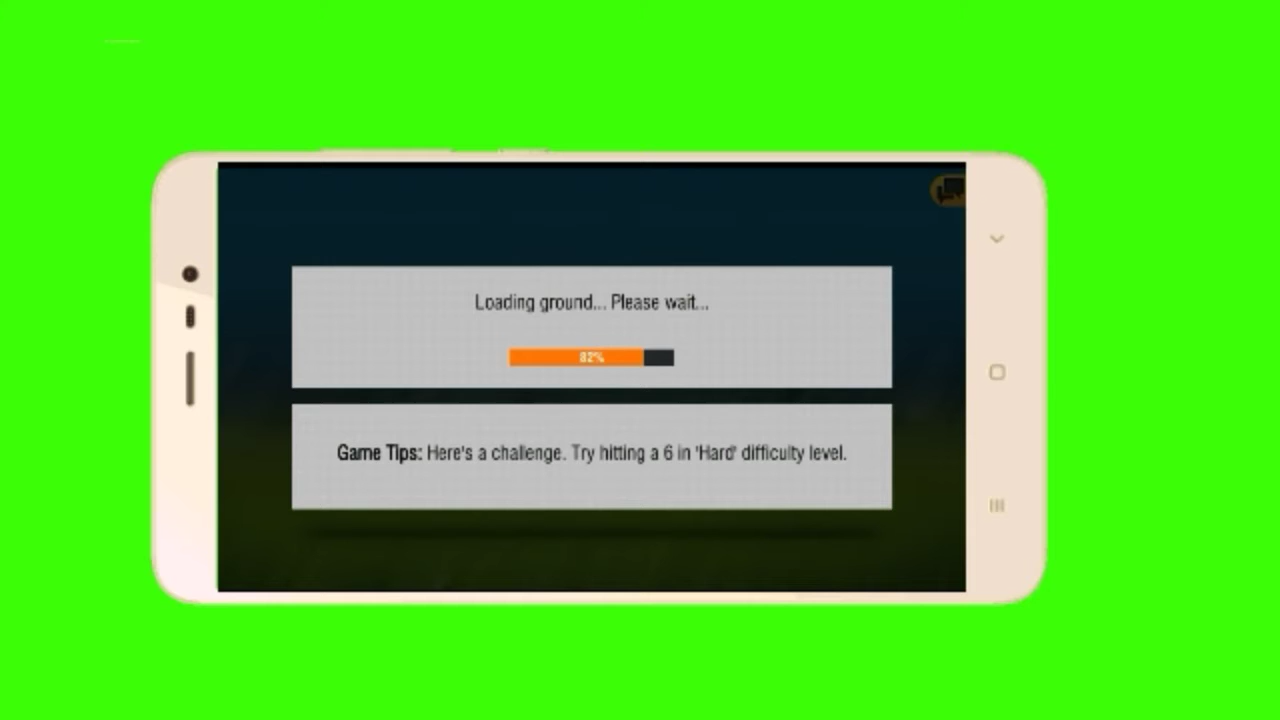 Loading ground... Please wait...
82%
Game Tips: Here's a challenge. Try hitting a 6 in 'Hard' difficulty level.